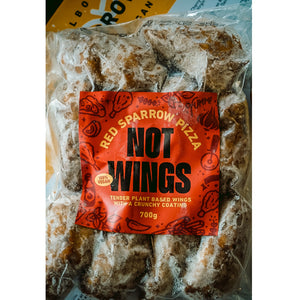 RED SPARROW PIZZA
NOT
WINGS
100%
VEGAN
TENDER PLANT BASED WINGS
WITH A CRUNCHY COATING
700g